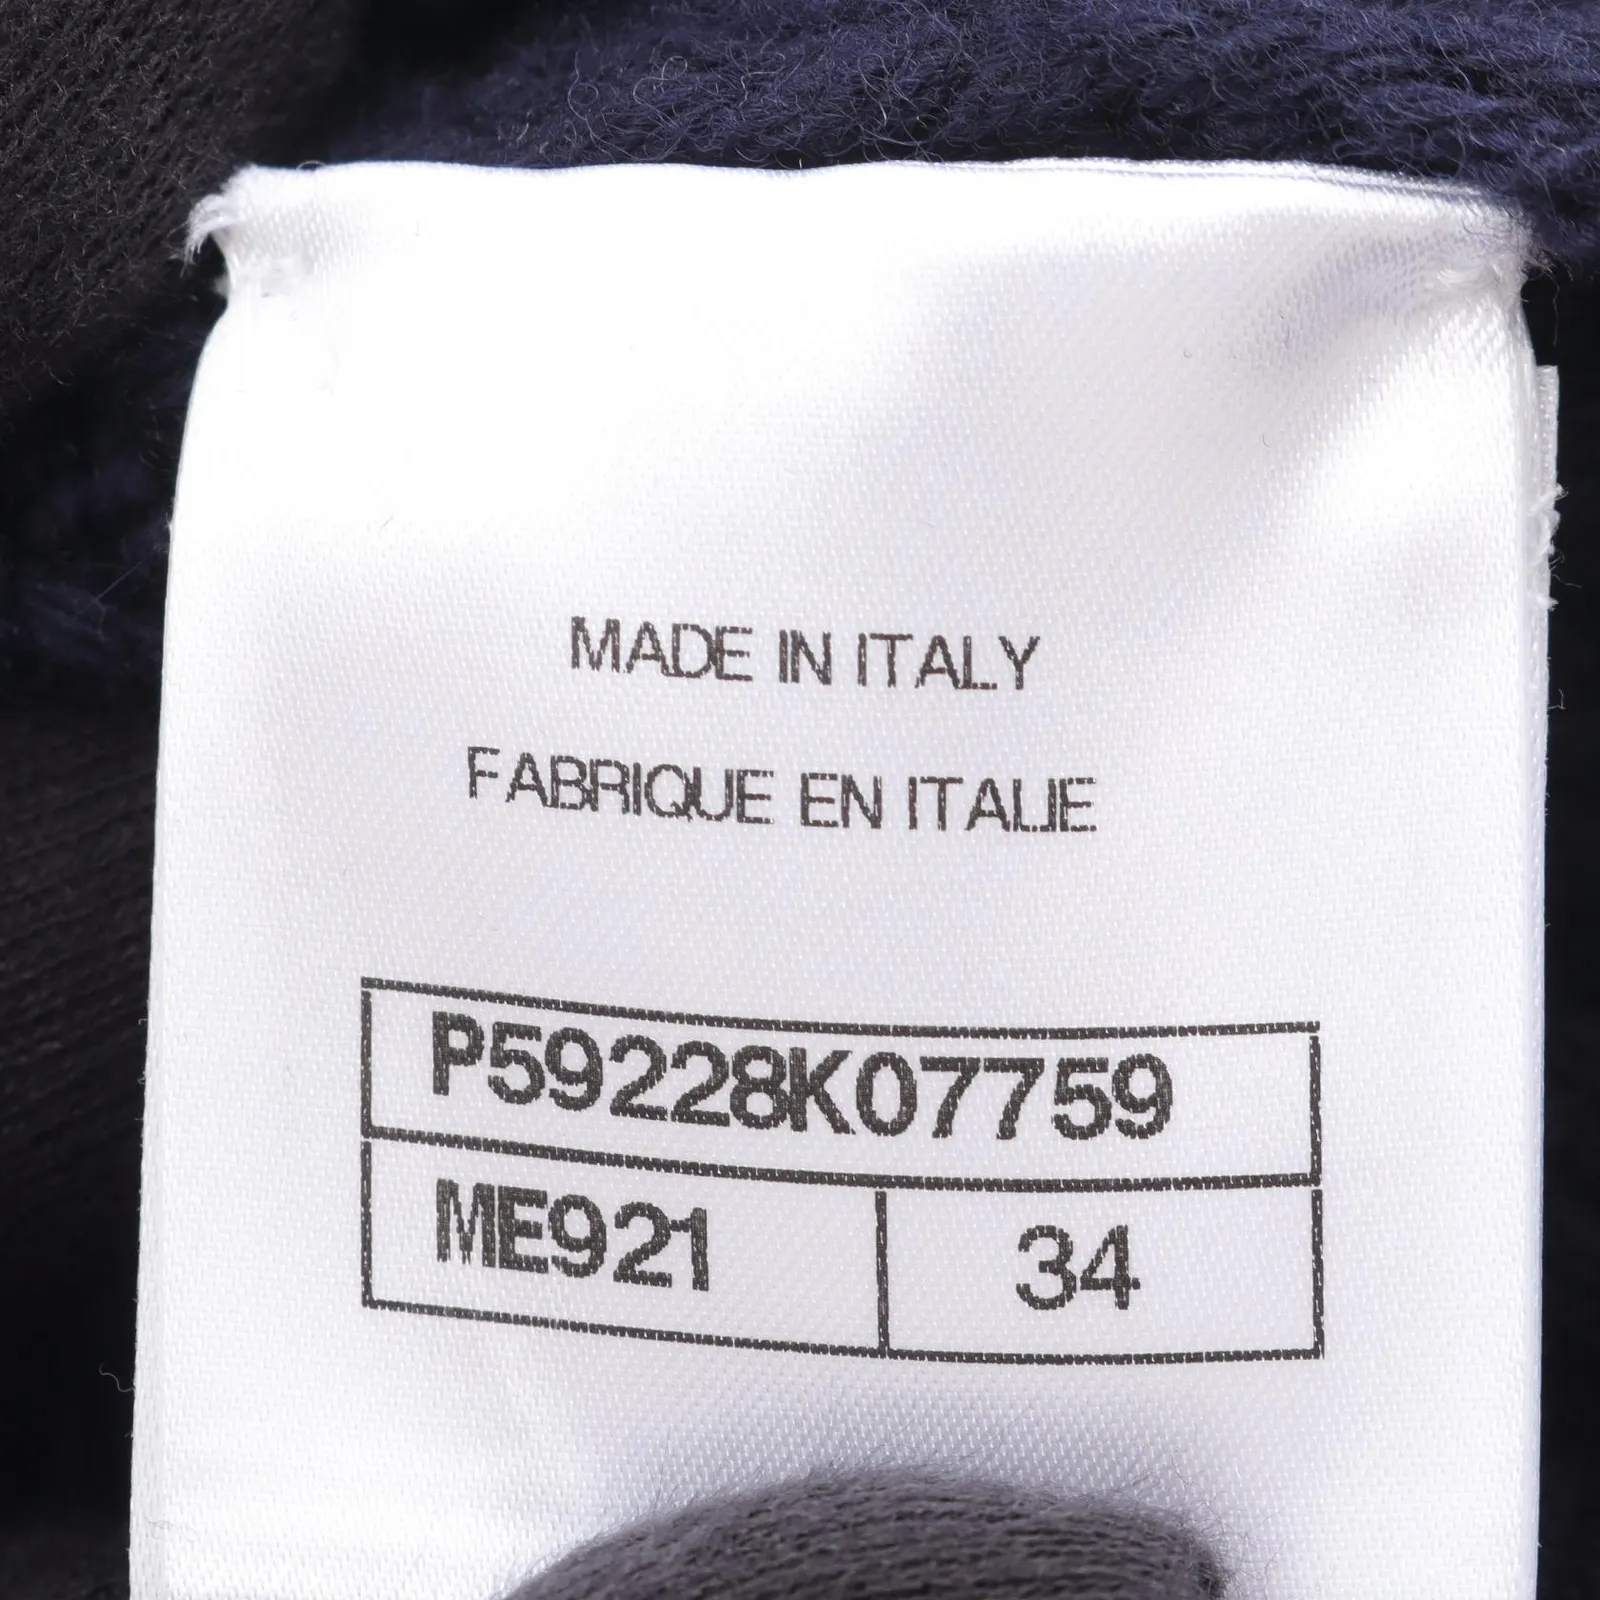 MADE IN ITALY
FABRIQUE EN ITALIE
P59228K07759
ME921 34